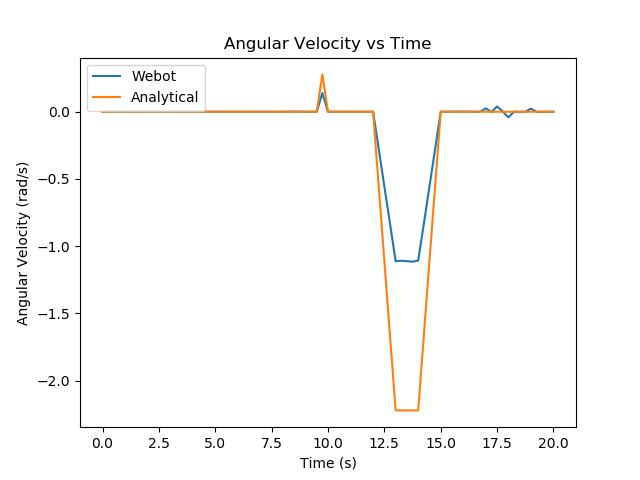 Angular Velocity vs Time
Webot
Analytical
Angular Velocity (rad/s)
0.0
−0.5
−1.0
−1.5
−2.0
0.0 2.5 5.0 7.5 10.0 12.5 15.0 17.5 20.0
Time (s)